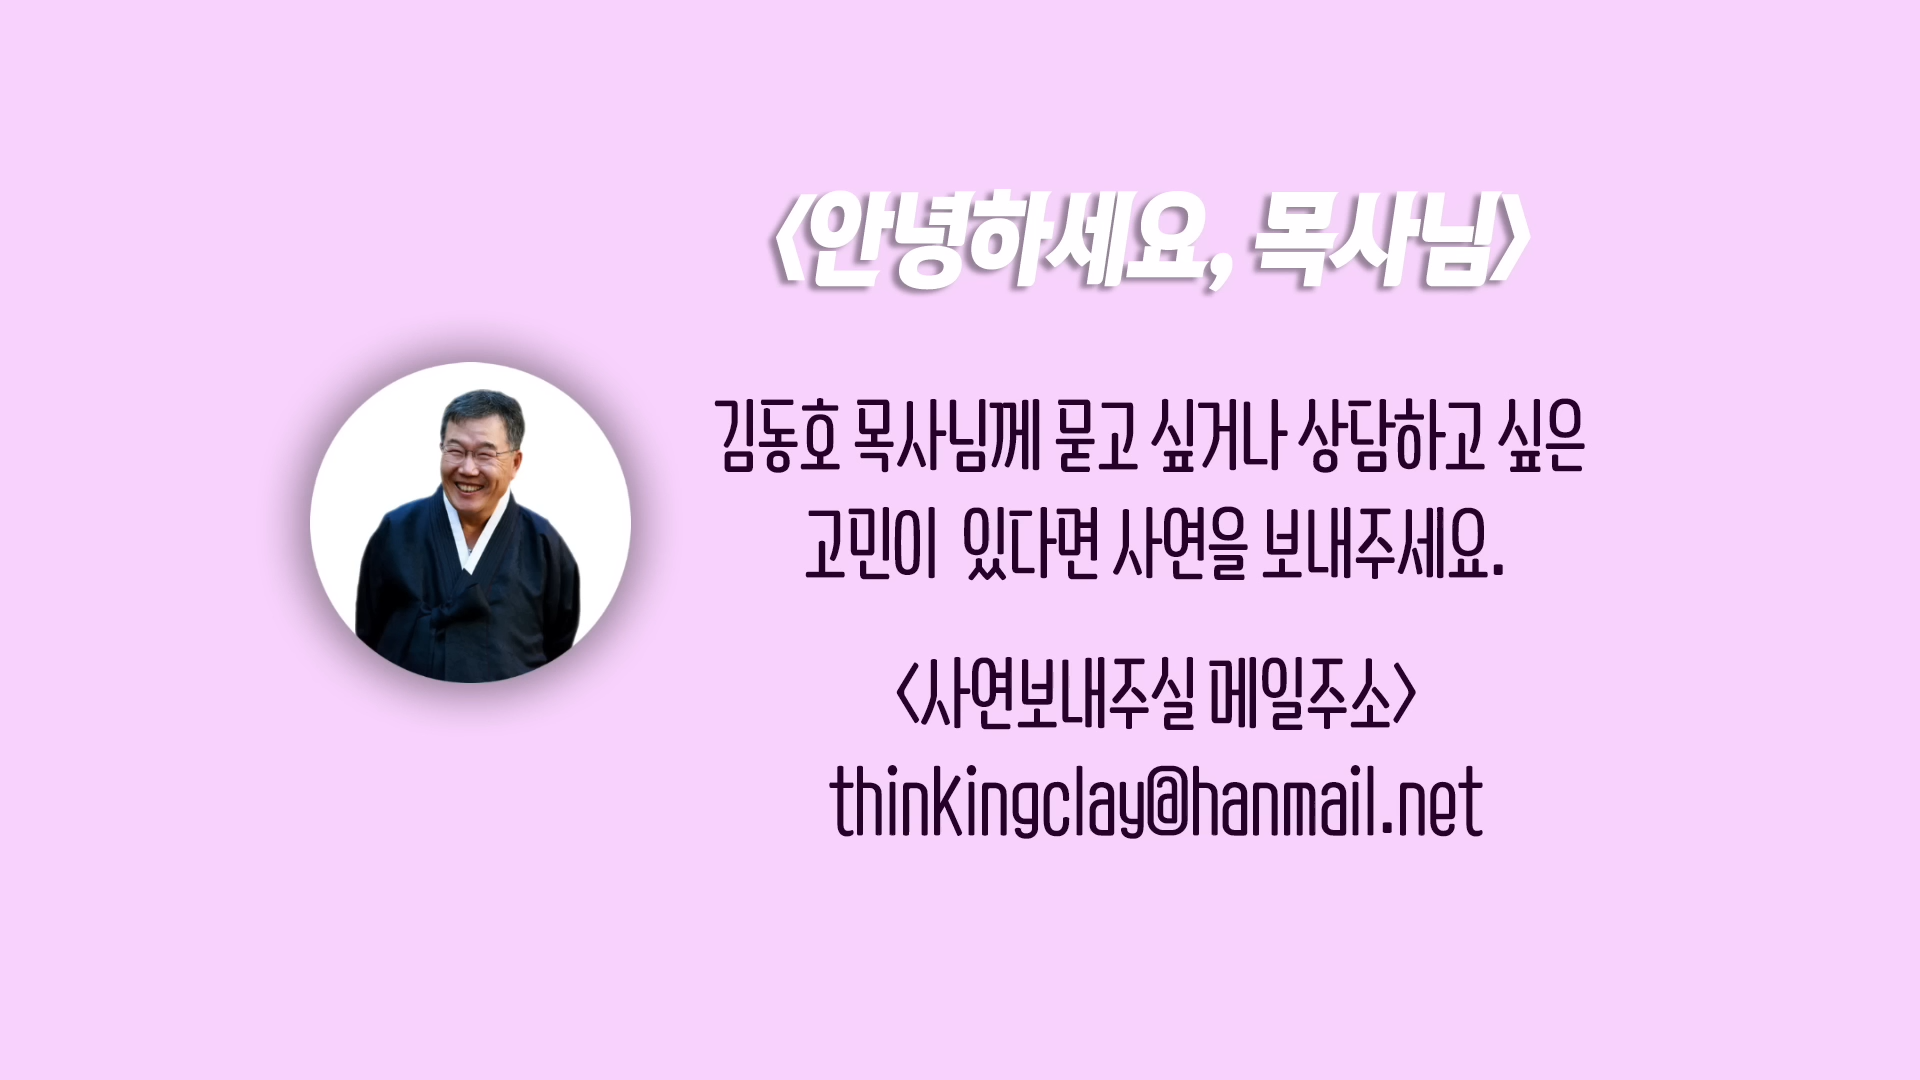 <안녕하세요, 목사님>
김동호 목사님께 묻고 싶거나 상담하고 싶은
고민이 있다면 사연을 보내주세요.
<사연보내주실 메일주소>
thinkingclay@hanmail.net